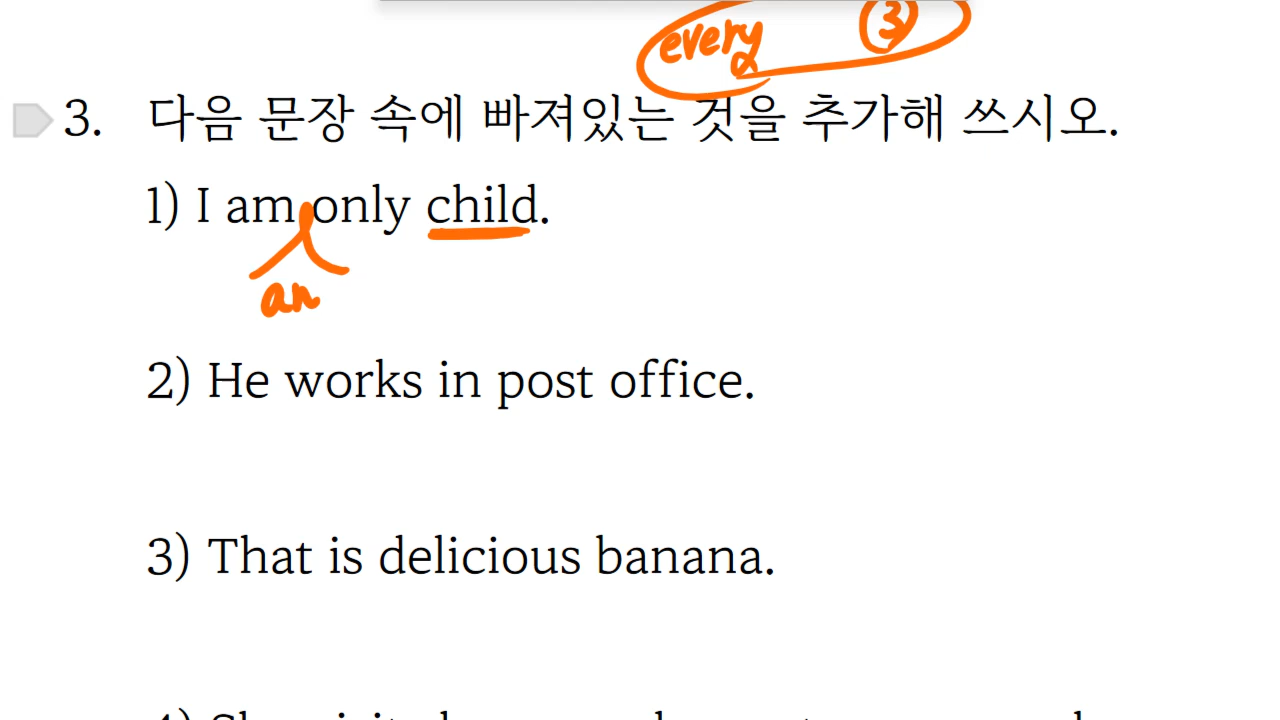 every ③
3. 다음 문장 속에 빠져있는 것을 추가해 쓰시오.
1) I am only child.
an
2) He works in post office.
3) That is delicious banana.